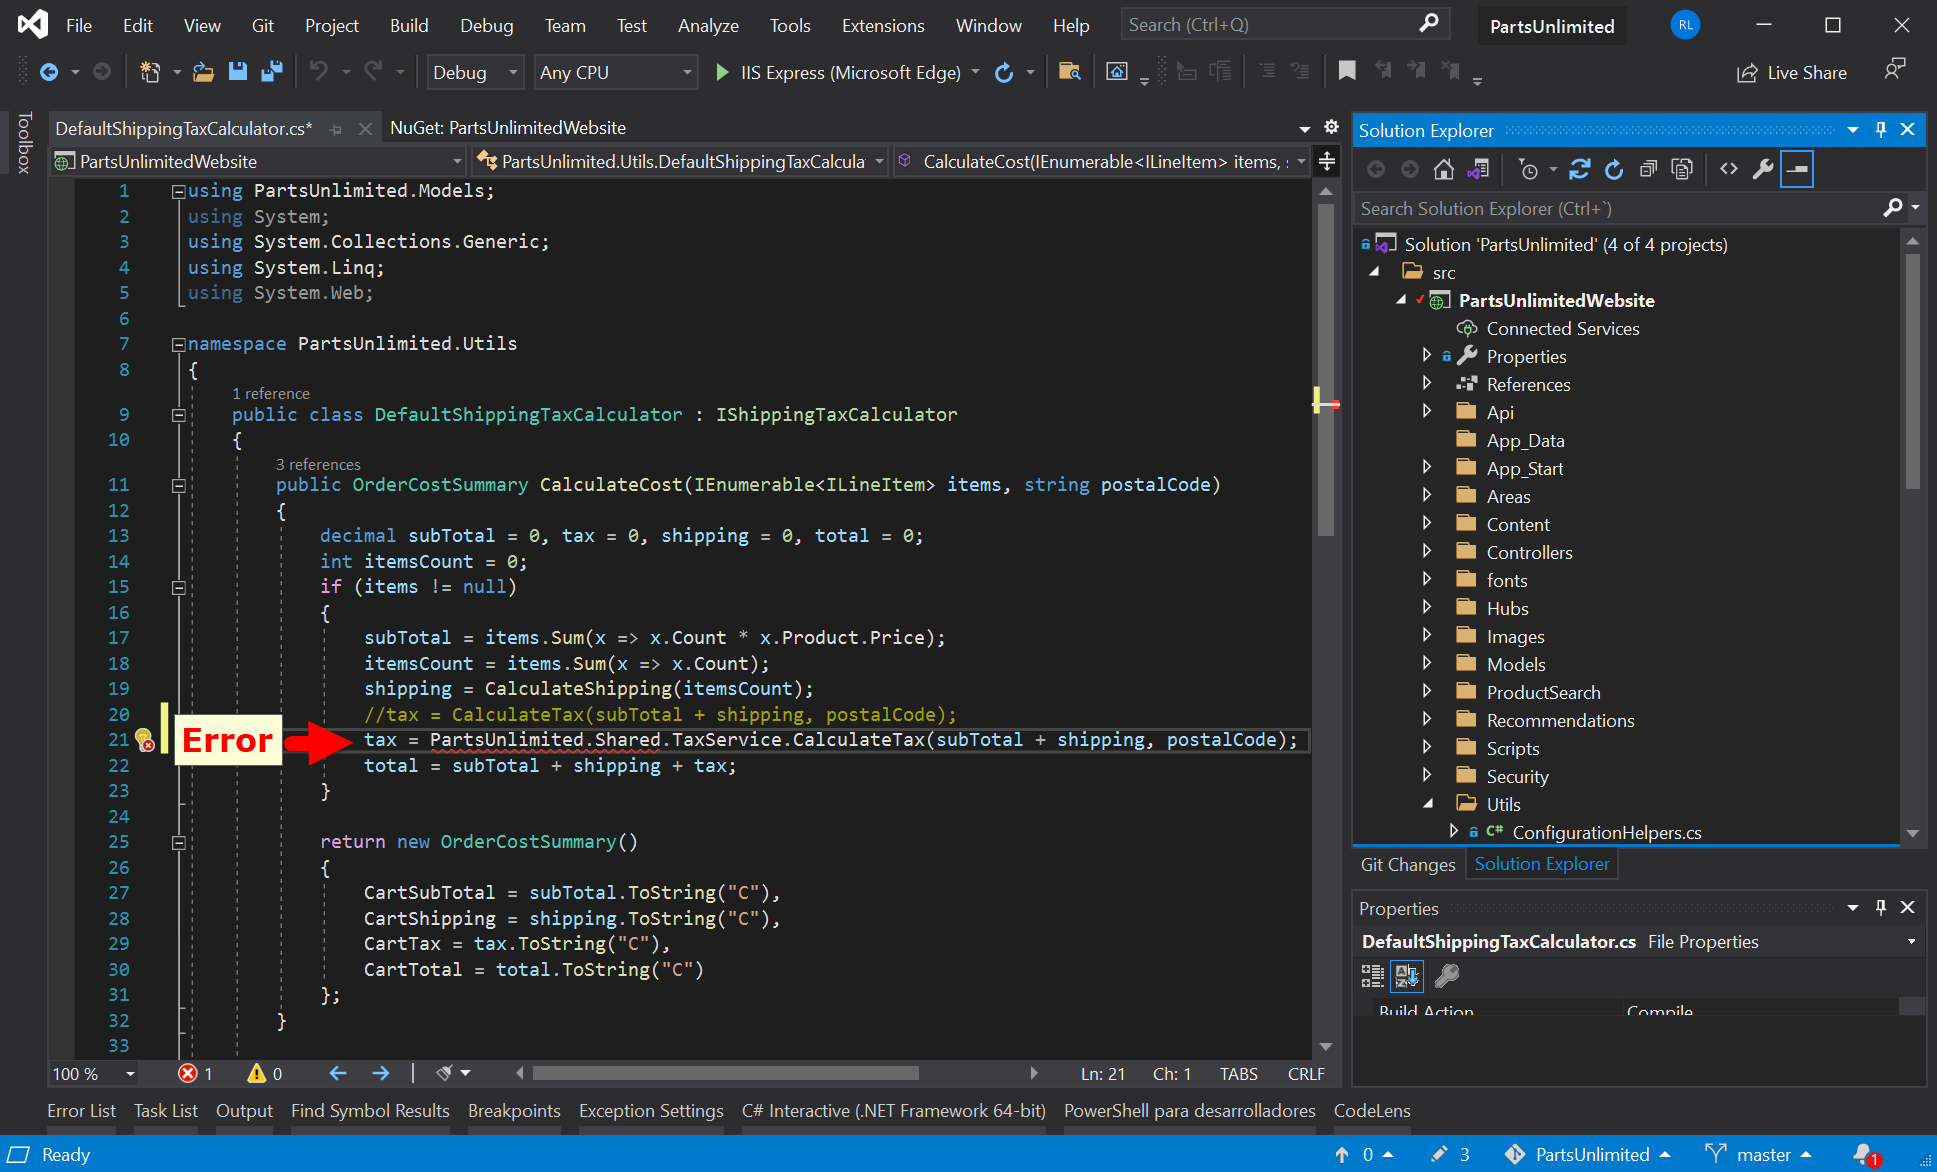 File Edit View Git Project Build Debug Team Test Analyze Tools Extensions Window Help Search (Ctrl+Q) PartsUnlimited RL
Debug Any CPU IIS Express (Microsoft Edge) Live Share
Toolbox
DefaultShippingTaxCalculator.cs* NuGet: PartsUnlimitedWebsite
PartsUnlimitedWebsite PartsUnlimited.Utils.DefaultShippingTaxCalcula CalculateCost(IEnumerable<ILineItem> items, s
1 using PartsUnlimited.Models;
2 using System;
3 using System.Collections.Generic;
4 using System.Linq;
5 using System.Web;
6
7 namespace PartsUnlimited.Utils
8 {
1 reference
9 public class DefaultShippingTaxCalculator : IShippingTaxCalculator
10 {
3 references
11 public OrderCostSummary CalculateCost(IEnumerable<ILineItem> items, string postalCode)
12 {
13 decimal subTotal = 0, tax = 0, shipping = 0, total = 0;
14 int itemsCount = 0;
15 if (items != null)
16 {
17 subTotal = items.Sum(x => x.Count * x.Product.Price);
18 itemsCount = items.Sum(x => x.Count);
19 shipping = CalculateShipping(itemsCount);
20 //tax = CalculateTax(subTotal + shipping, postalCode);
21 Error tax = PartsUnlimited.Shared.TaxService.CalculateTax(subTotal + shipping, postalCode);
22 total = subTotal + shipping + tax;
23 }
24
25 return new OrderCostSummary()
26 {
27 CartSubTotal = subTotal.ToString("C"),
28 CartShipping = shipping.ToString("C"),
29 CartTax = tax.ToString("C"),
30 CartTotal = total.ToString("C")
31 };
32 }
33
100 % 1 0 Ln: 21 Ch: 1 TABS CRLF
Solution Explorer
Search Solution Explorer (Ctrl+`)
Solution 'PartsUnlimited' (4 of 4 projects)
src
PartsUnlimitedWebsite
Connected Services
Properties
References
Api
App_Data
App_Start
Areas
Content
Controllers
fonts
Hubs
Images
Models
ProductSearch
Recommendations
Scripts
Security
Utils
C# ConfigurationHelpers.cs
Git Changes Solution Explorer
Properties
DefaultShippingTaxCalculator.cs File Properties
Build Action Compile
Error List Task List Output Find Symbol Results Breakpoints Exception Settings C# Interactive (.NET Framework 64-bit) PowerShell para desarrolladores CodeLens
Ready 0 3 PartsUnlimited master 1